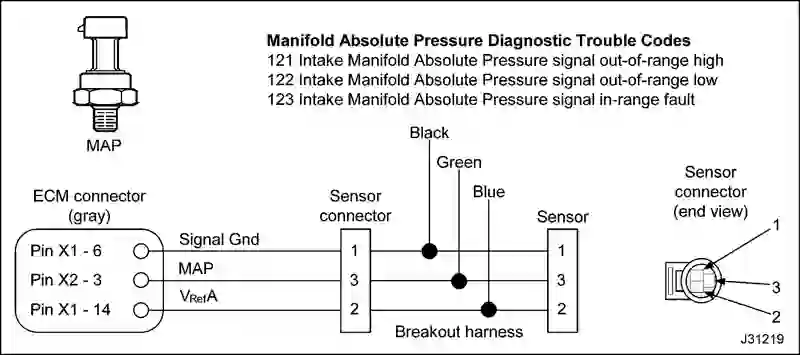 Manifold Absolute Pressure Diagnostic Trouble Codes
121 Intake Manifold Absolute Pressure signal out-of-range high
122 Intake Manifold Absolute Pressure signal out-of-range low
123 Intake Manifold Absolute Pressure signal in-range fault
MAP
Black
Green
Blue
ECM connector
(gray)
Sensor
connector
Sensor
Sensor
connector
(end view)
Pin X1 - 6
Signal Gnd
1
1
Pin X2 - 3
MAP
3
3
Pin X1 - 14
VRefA
2
2
Breakout harness
1
3
2
J31219